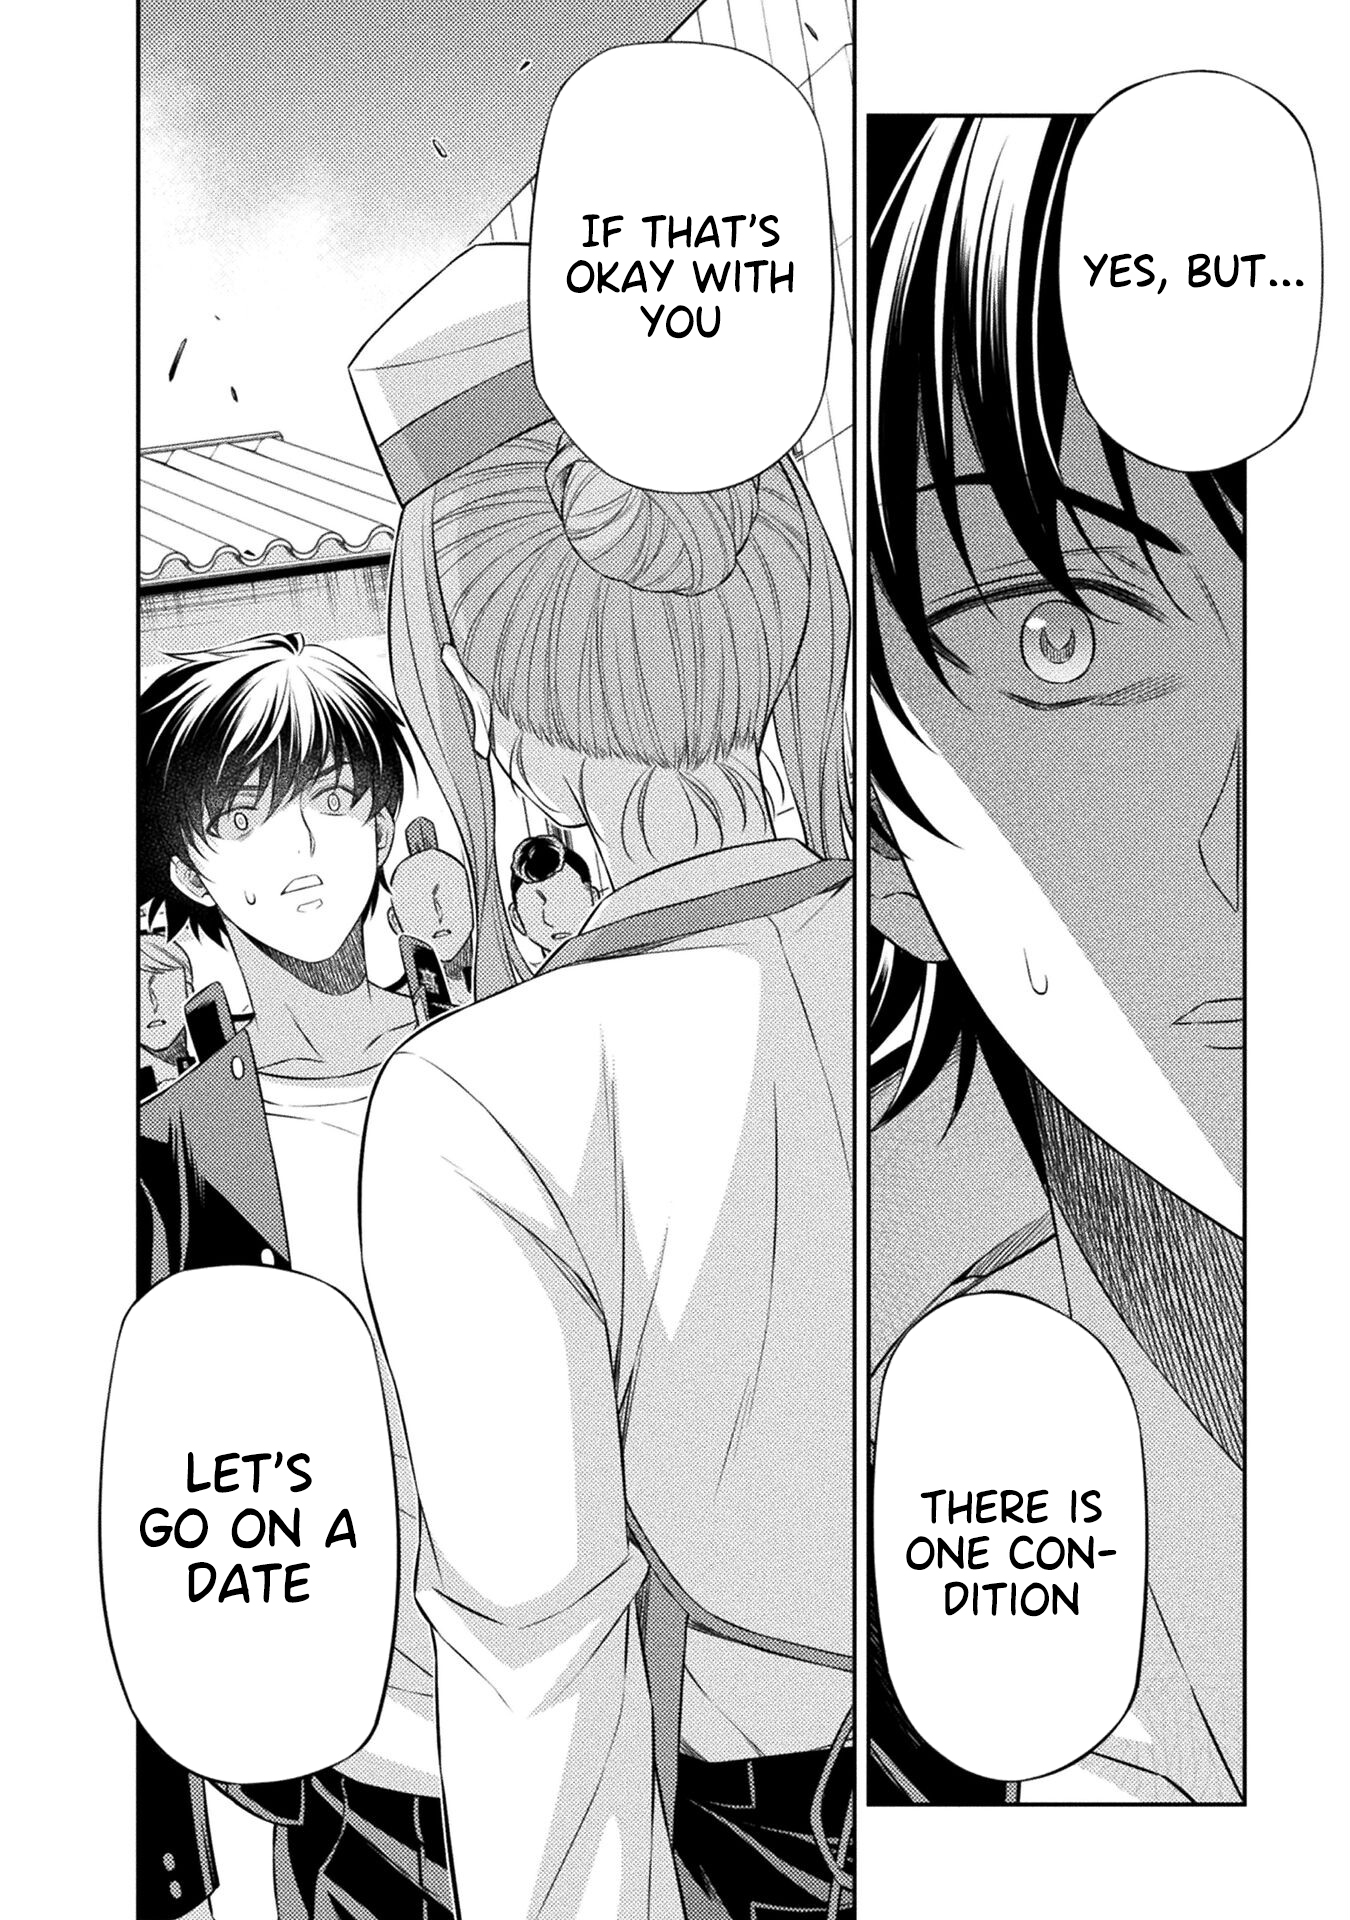 YES, BUT...
THERE IS
ONE CON-
DITION
IF THAT'S
OKAY WITH
YOU
LET'S
GO ON A
DATE